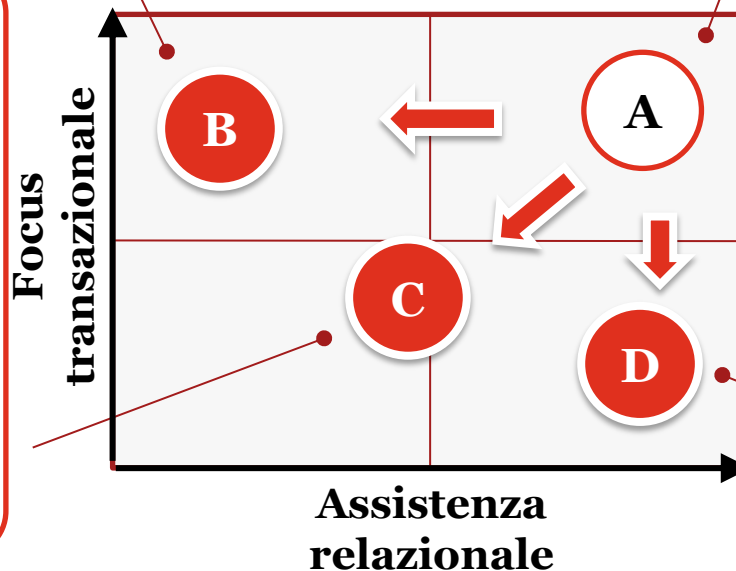 Focus
transazionale
B
A
C
D
Assistenza
relazionale